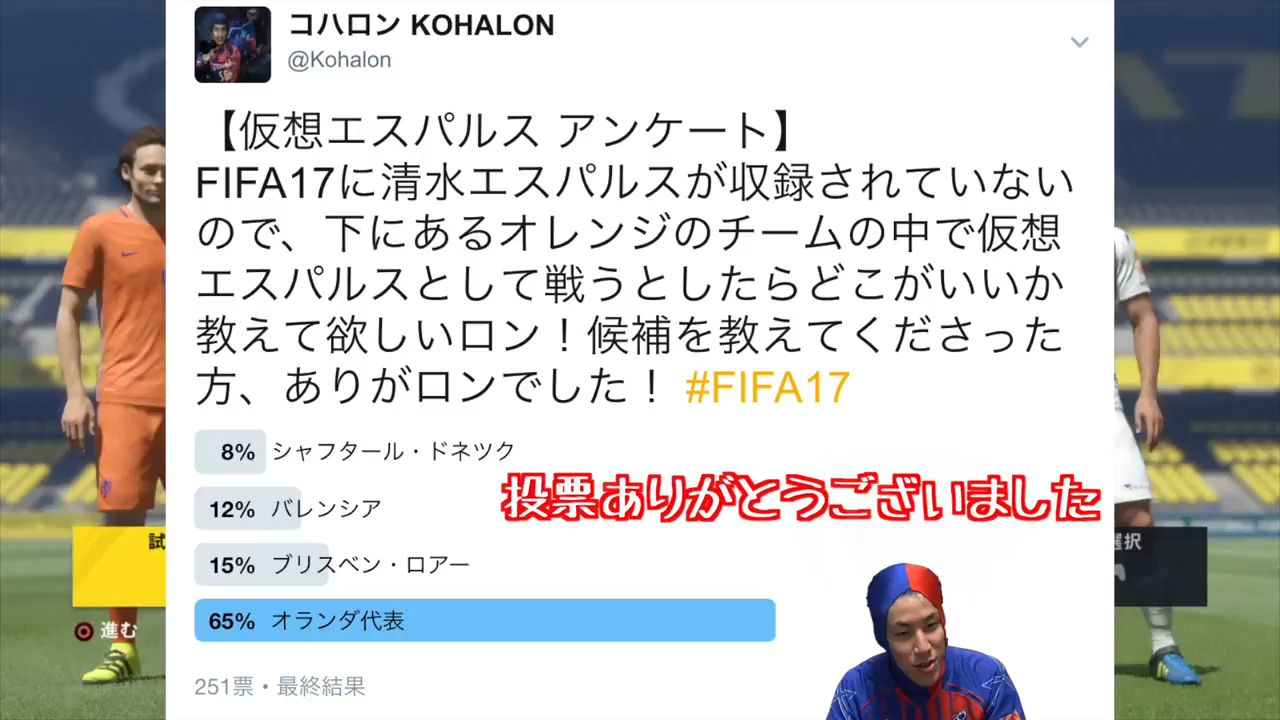 コハロン KOHALON
@Kohalon
【仮想エスパルス アンケート】
FIFA17に清水エスパルスが収録されていない
ので、下にあるオレンジのチームの中で仮想
エスパルスとして戦うとしたらどこがいいか
教えて欲しいロン！候補を教えてくださった
方、ありがロンでした！ #FIFA17
8% シャフタール・ドネツク
投票ありがとうございました
12% バレンシア
15% ブリスベン・ロアー
試
選択
65% オランダ代表
進む
251票・最終結果